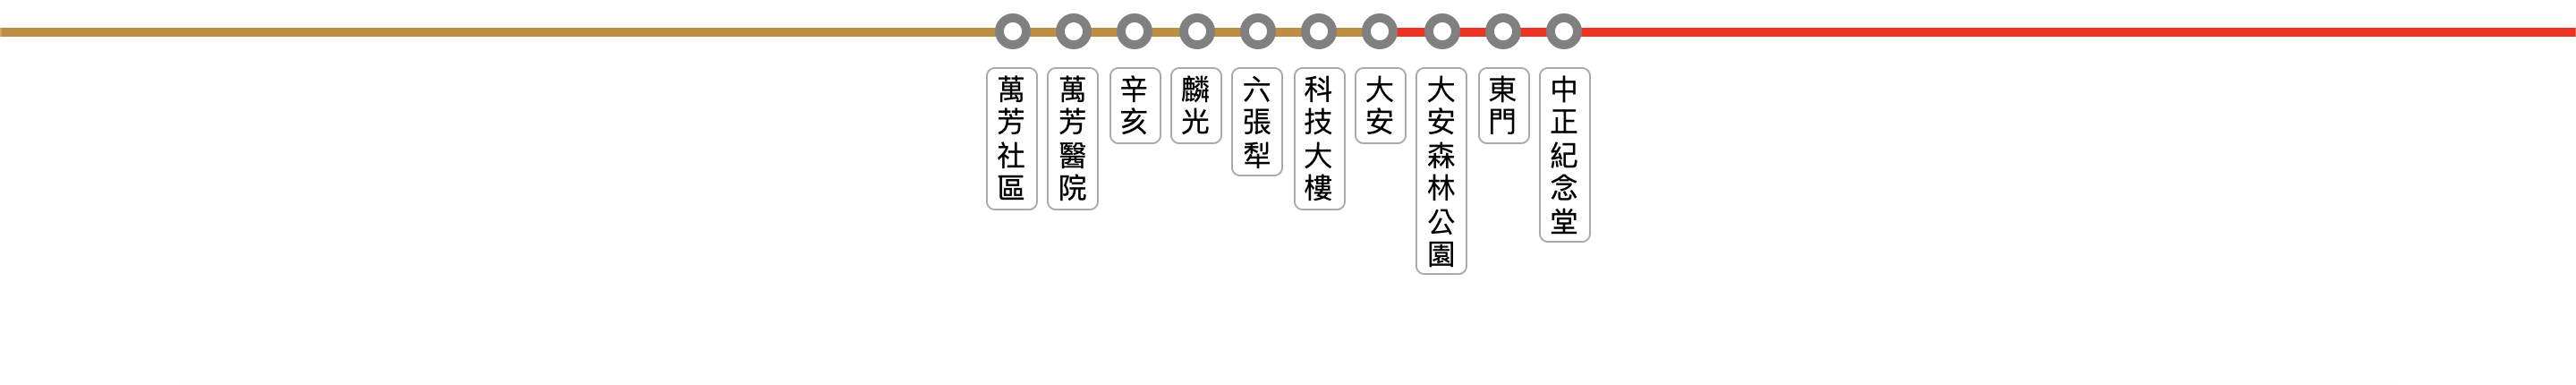 萬芳社區
萬芳醫院
辛亥
麟光
六張犁
科技大樓
大安
大安森林公園
東門
中正紀念堂